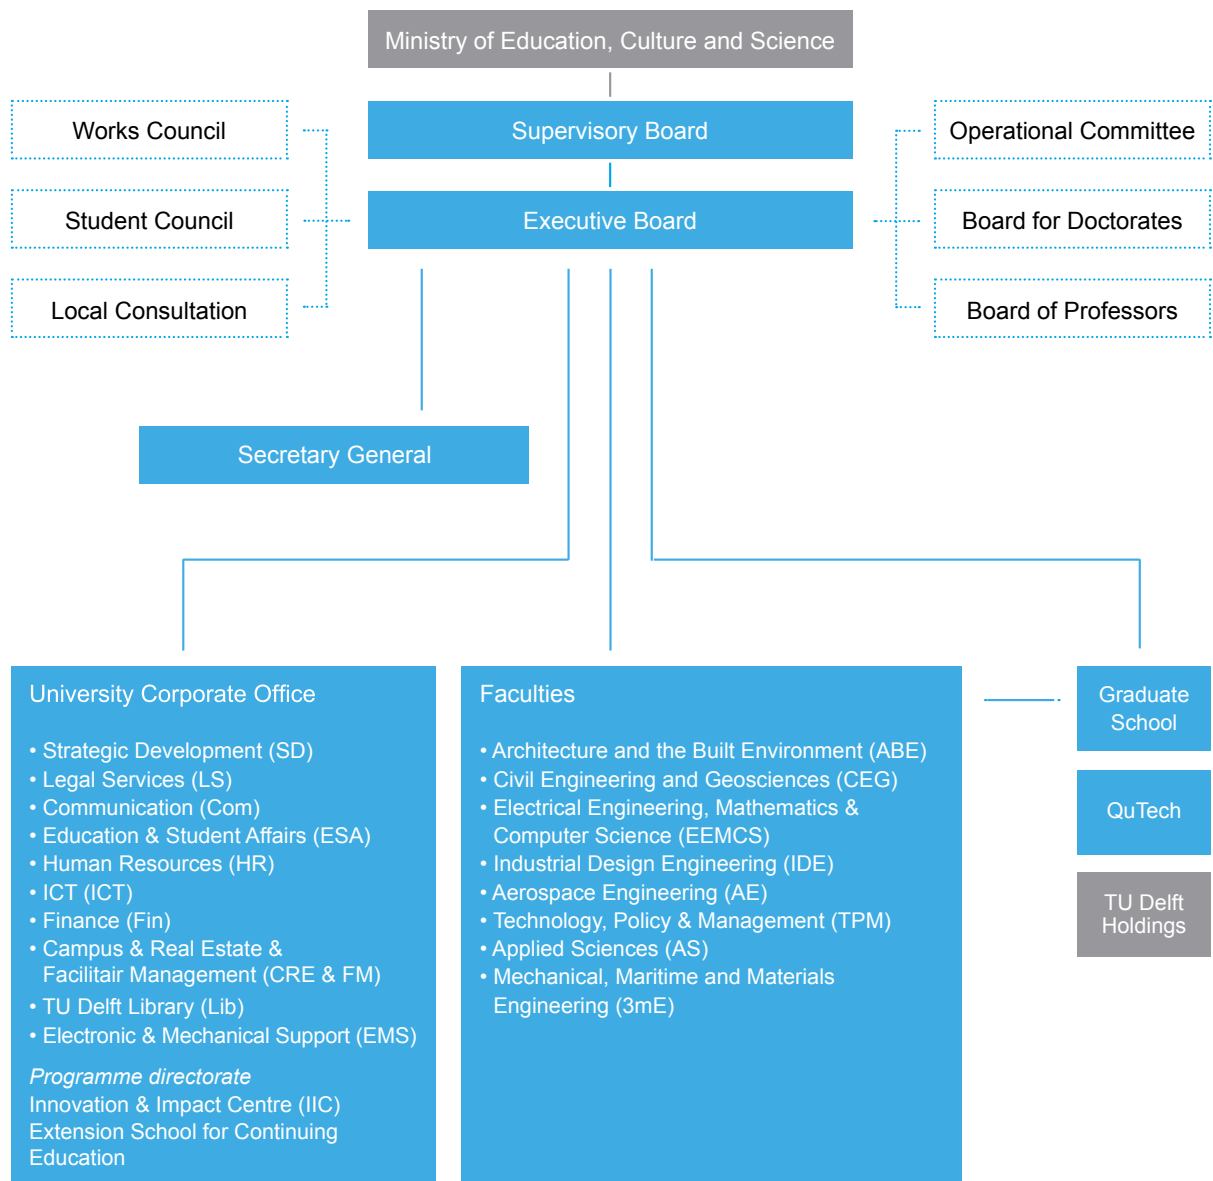 Ministry of Education, Culture and Science
Works Council
Supervisory Board
Operational Committee
Student Council
Executive Board
Board for Doctorates
Local Consultation
Board of Professors
Secretary General
University Corporate Office
• Strategic Development (SD)
• Legal Services (LS)
• Communication (Com)
• Education & Student Affairs (ESA)
• Human Resources (HR)
• ICT (ICT)
• Finance (Fin)
• Campus & Real Estate &
Facilitair Management (CRE & FM)
• TU Delft Library (Lib)
• Electronic & Mechanical Support (EMS)
Programme directorate
Innovation & Impact Centre (IIC)
Extension School for Continuing
Education
Faculties
• Architecture and the Built Environment (ABE)
• Civil Engineering and Geosciences (CEG)
• Electrical Engineering, Mathematics &
Computer Science (EEMCS)
• Industrial Design Engineering (IDE)
• Aerospace Engineering (AE)
• Technology, Policy & Management (TPM)
• Applied Sciences (AS)
• Mechanical, Maritime and Materials
Engineering (3mE)
Graduate
School
QuTech
TU Delft
Holdings